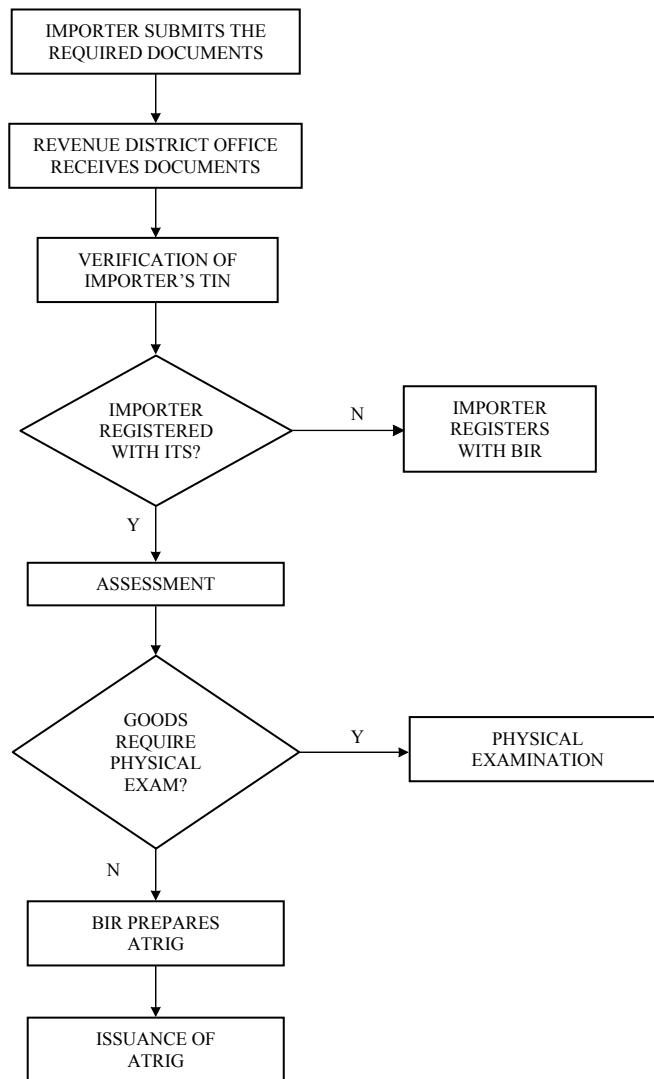 IMPORTER SUBMITS THE
REQUIRED DOCUMENTS
REVENUE DISTRICT OFFICE
RECEIVES DOCUMENTS
VERIFICATION OF
IMPORTER’S TIN
IMPORTER
REGISTERED
WITH ITS?
N
IMPORTER
REGISTERS
WITH BIR
Y
ASSESSMENT
GOODS
REQUIRE
PHYSICAL
EXAM?
Y
PHYSICAL
EXAMINATION
N
BIR PREPARES
ATRIG
ISSUANCE OF
ATRIG